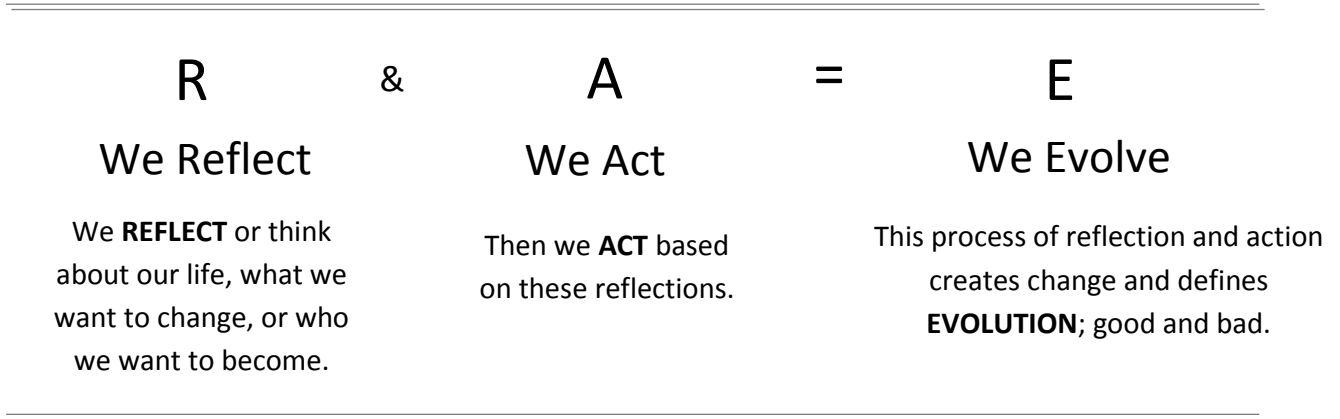 R & A = E
We Reflect
We Act
We Evolve
We REFLECT or think
about our life, what we
want to change, or who
we want to become.
Then we ACT based
on these reflections.
This process of reflection and action
creates change and defines
EVOLUTION; good and bad.